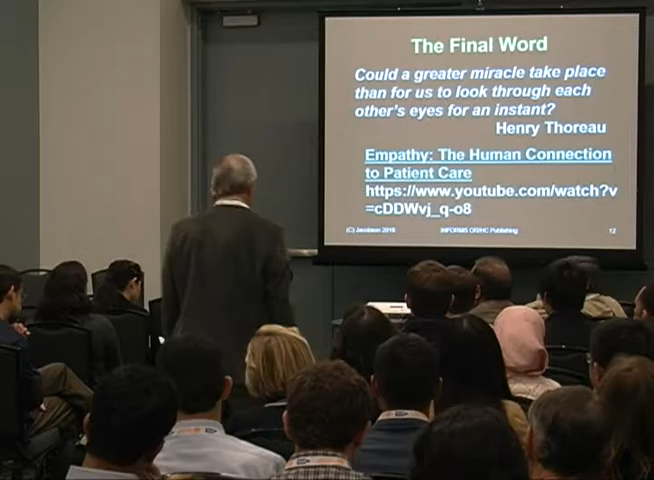 The Final Word
Could a greater miracle take place
than for us to look through each
other's eyes for an instant?
Henry Thoreau
Empathy: The Human Connection
to Patient Care
https://www.youtube.com/watch?v
=cDDWvj_q-o8
(C) Jacobson 2016 INFORMS OR/HC Publishing 12